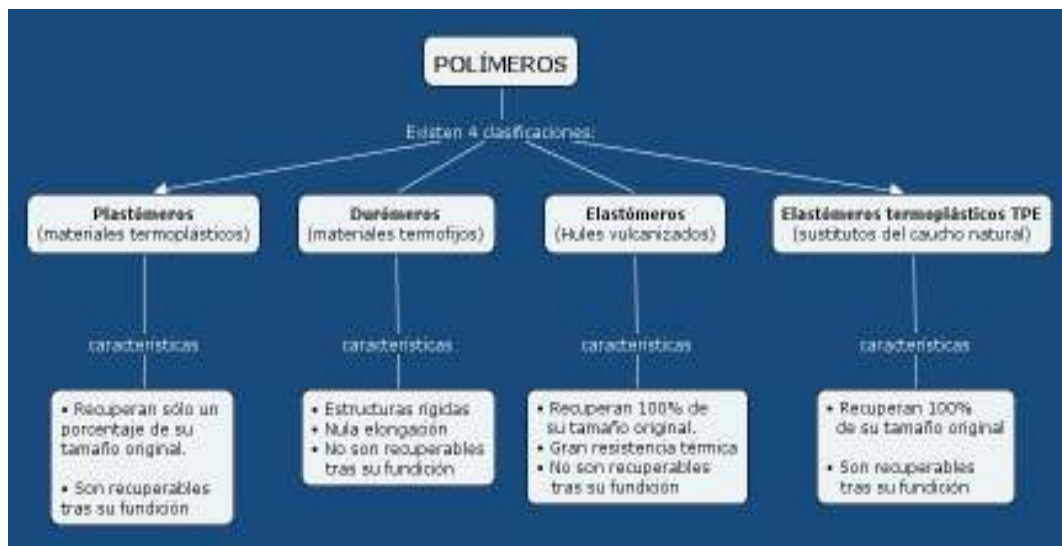 POLÍMEROS
Existen 4 clasificaciones:
Plastómeros
(materiales termoplásticos)
características
• Recuperan sólo un
porcentaje de su
tamaño original.
• Son recuperables
tras su fundición
Durómeros
(materiales termofijos)
características
• Estructuras rígidas
• Nula elongación
• No son recuperables
tras su fundición
Elastómeros
(Hules vulcanizados)
características
• Recuperan 100% de
su tamaño original.
• Gran resistencia térmica
• No son recuperables
tras su fundición
Elastómeros termoplásticos TPE
(sustitutos del caucho natural)
características
• Recuperan 100%
de su tamaño original
• Son recuperables
tras su fundición